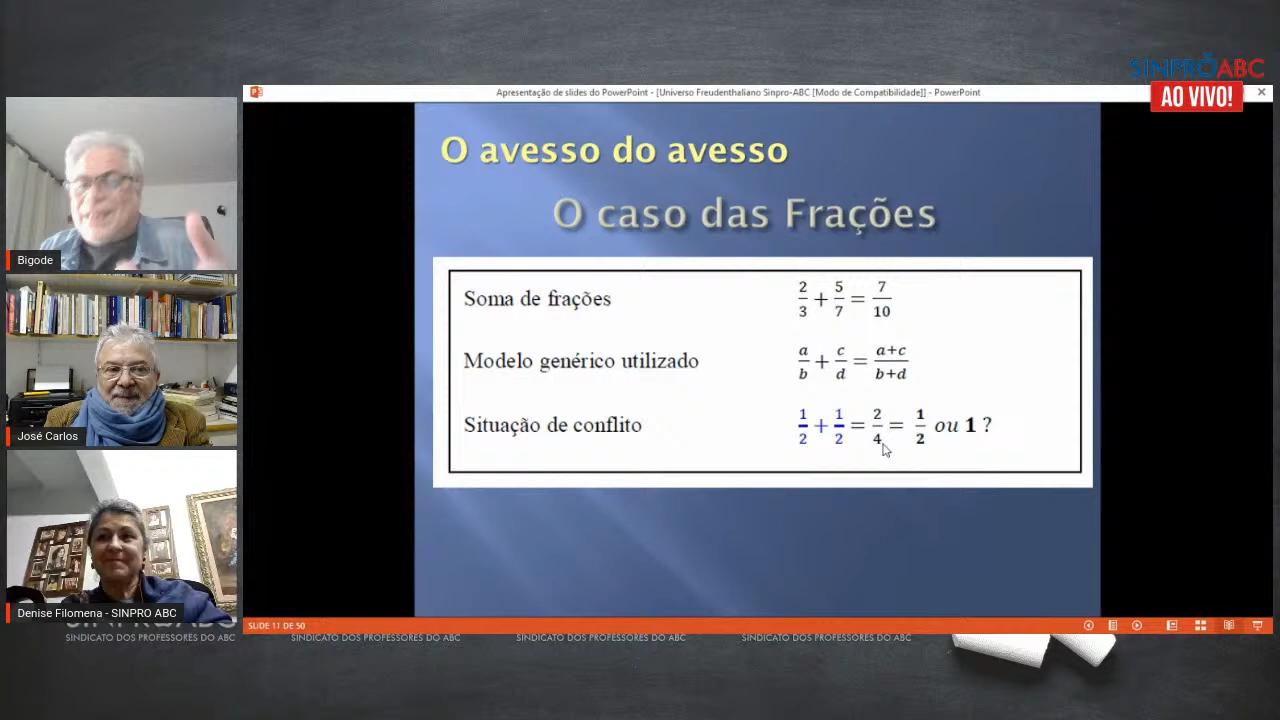 SINPRO ABC
AO VIVO!
Apresentação de slides do PowerPoint - [Universo Freudenthaliano Sinpro-ABC [Modo de Compatibilidade]] - PowerPoint
O avesso do avesso
O caso das Frações
Soma de frações 2/3 + 5/7 = 7/10
Modelo genérico utilizado a/b + c/d = a+c/b+d
Situação de conflito 1/2 + 1/2 = 2/4 = 1/2 ou 1 ?
Bigode
José Carlos
Denise Filomena - SINPRO ABC
SLIDE 11 DE 50
SINPRO ABC
SINDICATO DOS PROFESSORES DO ABC SINDICATO DOS PROFESSORES DO ABC SINDICATO DOS PROFESSORES DO ABC SINDICATO DOS PROFESSORES DO ABC